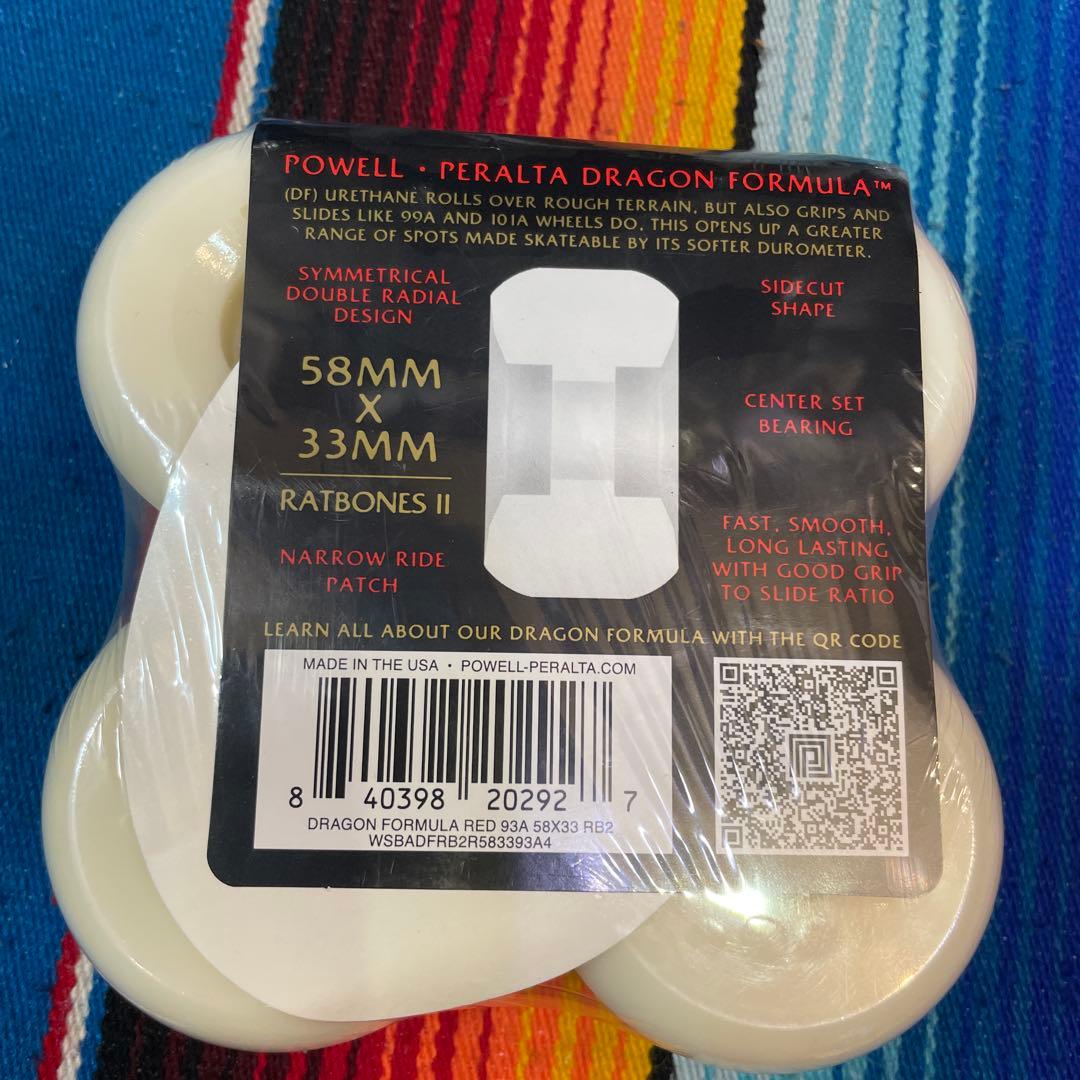 POWELL · PERALTA DRAGON FORMULA™
(DF) URETHANE ROLLS OVER ROUGH TERRAIN, BUT ALSO GRIPS AND
SLIDES LIKE 99A AND 101A WHEELS DO. THIS OPENS UP A GREATER
RANGE OF SPOTS MADE SKATEABLE BY ITS SOFTER DUROMETER.
SYMMETRICAL
DOUBLE RADIAL
DESIGN
58MM
X
33MM
RATBONES II
NARROW RIDE
PATCH
SIDECUT
SHAPE
CENTER SET
BEARING
FAST, SMOOTH,
LONG LASTING
WITH GOOD GRIP
TO SLIDE RATIO
LEARN ALL ABOUT OUR DRAGON FORMULA WITH THE QR CODE
MADE IN THE USA · POWELL-PERALTA.COM
8 40398 20292 7
DRAGON FORMULA RED 93A 58X33 RB2
WSBADFRB2R583393A4